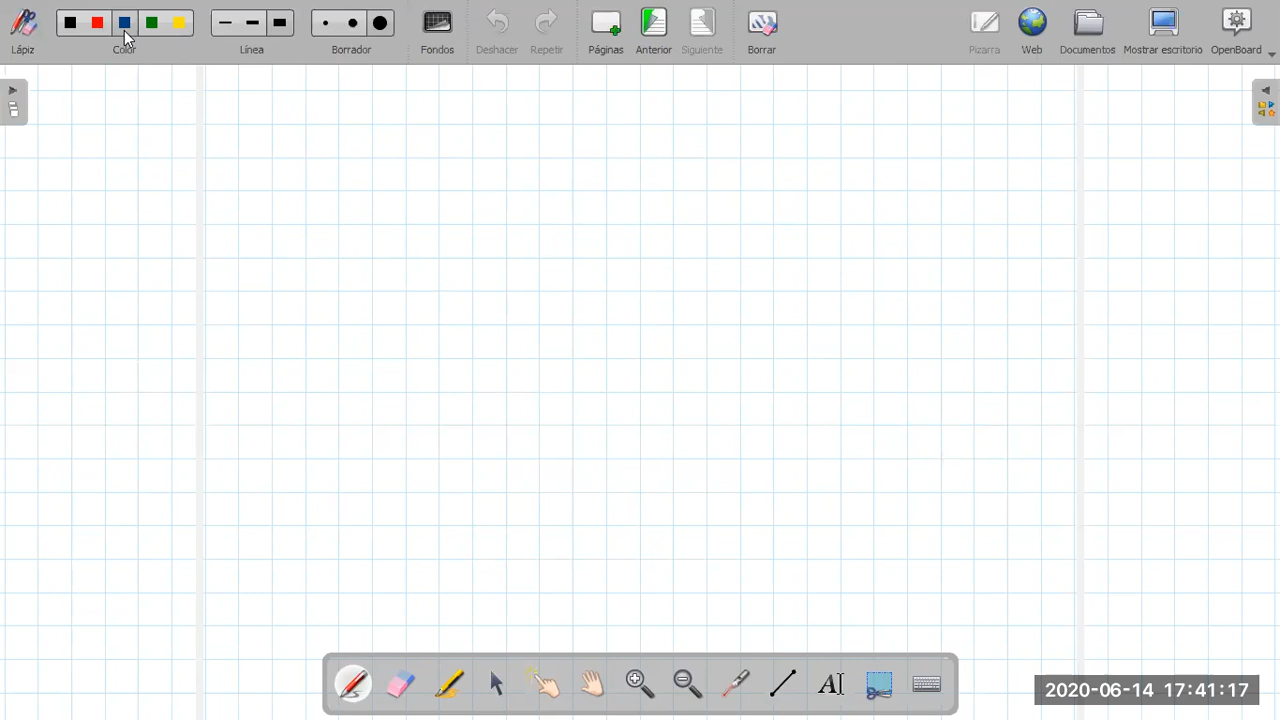 Lápiz
Color
Línea
Borrador
Fondos
Deshacer
Repetir
Páginas
Anterior
Siguiente
Borrar
Pizarra
Web
Documentos
Mostrar escritorio
OpenBoard
AI
2020-06-14 17:41:17